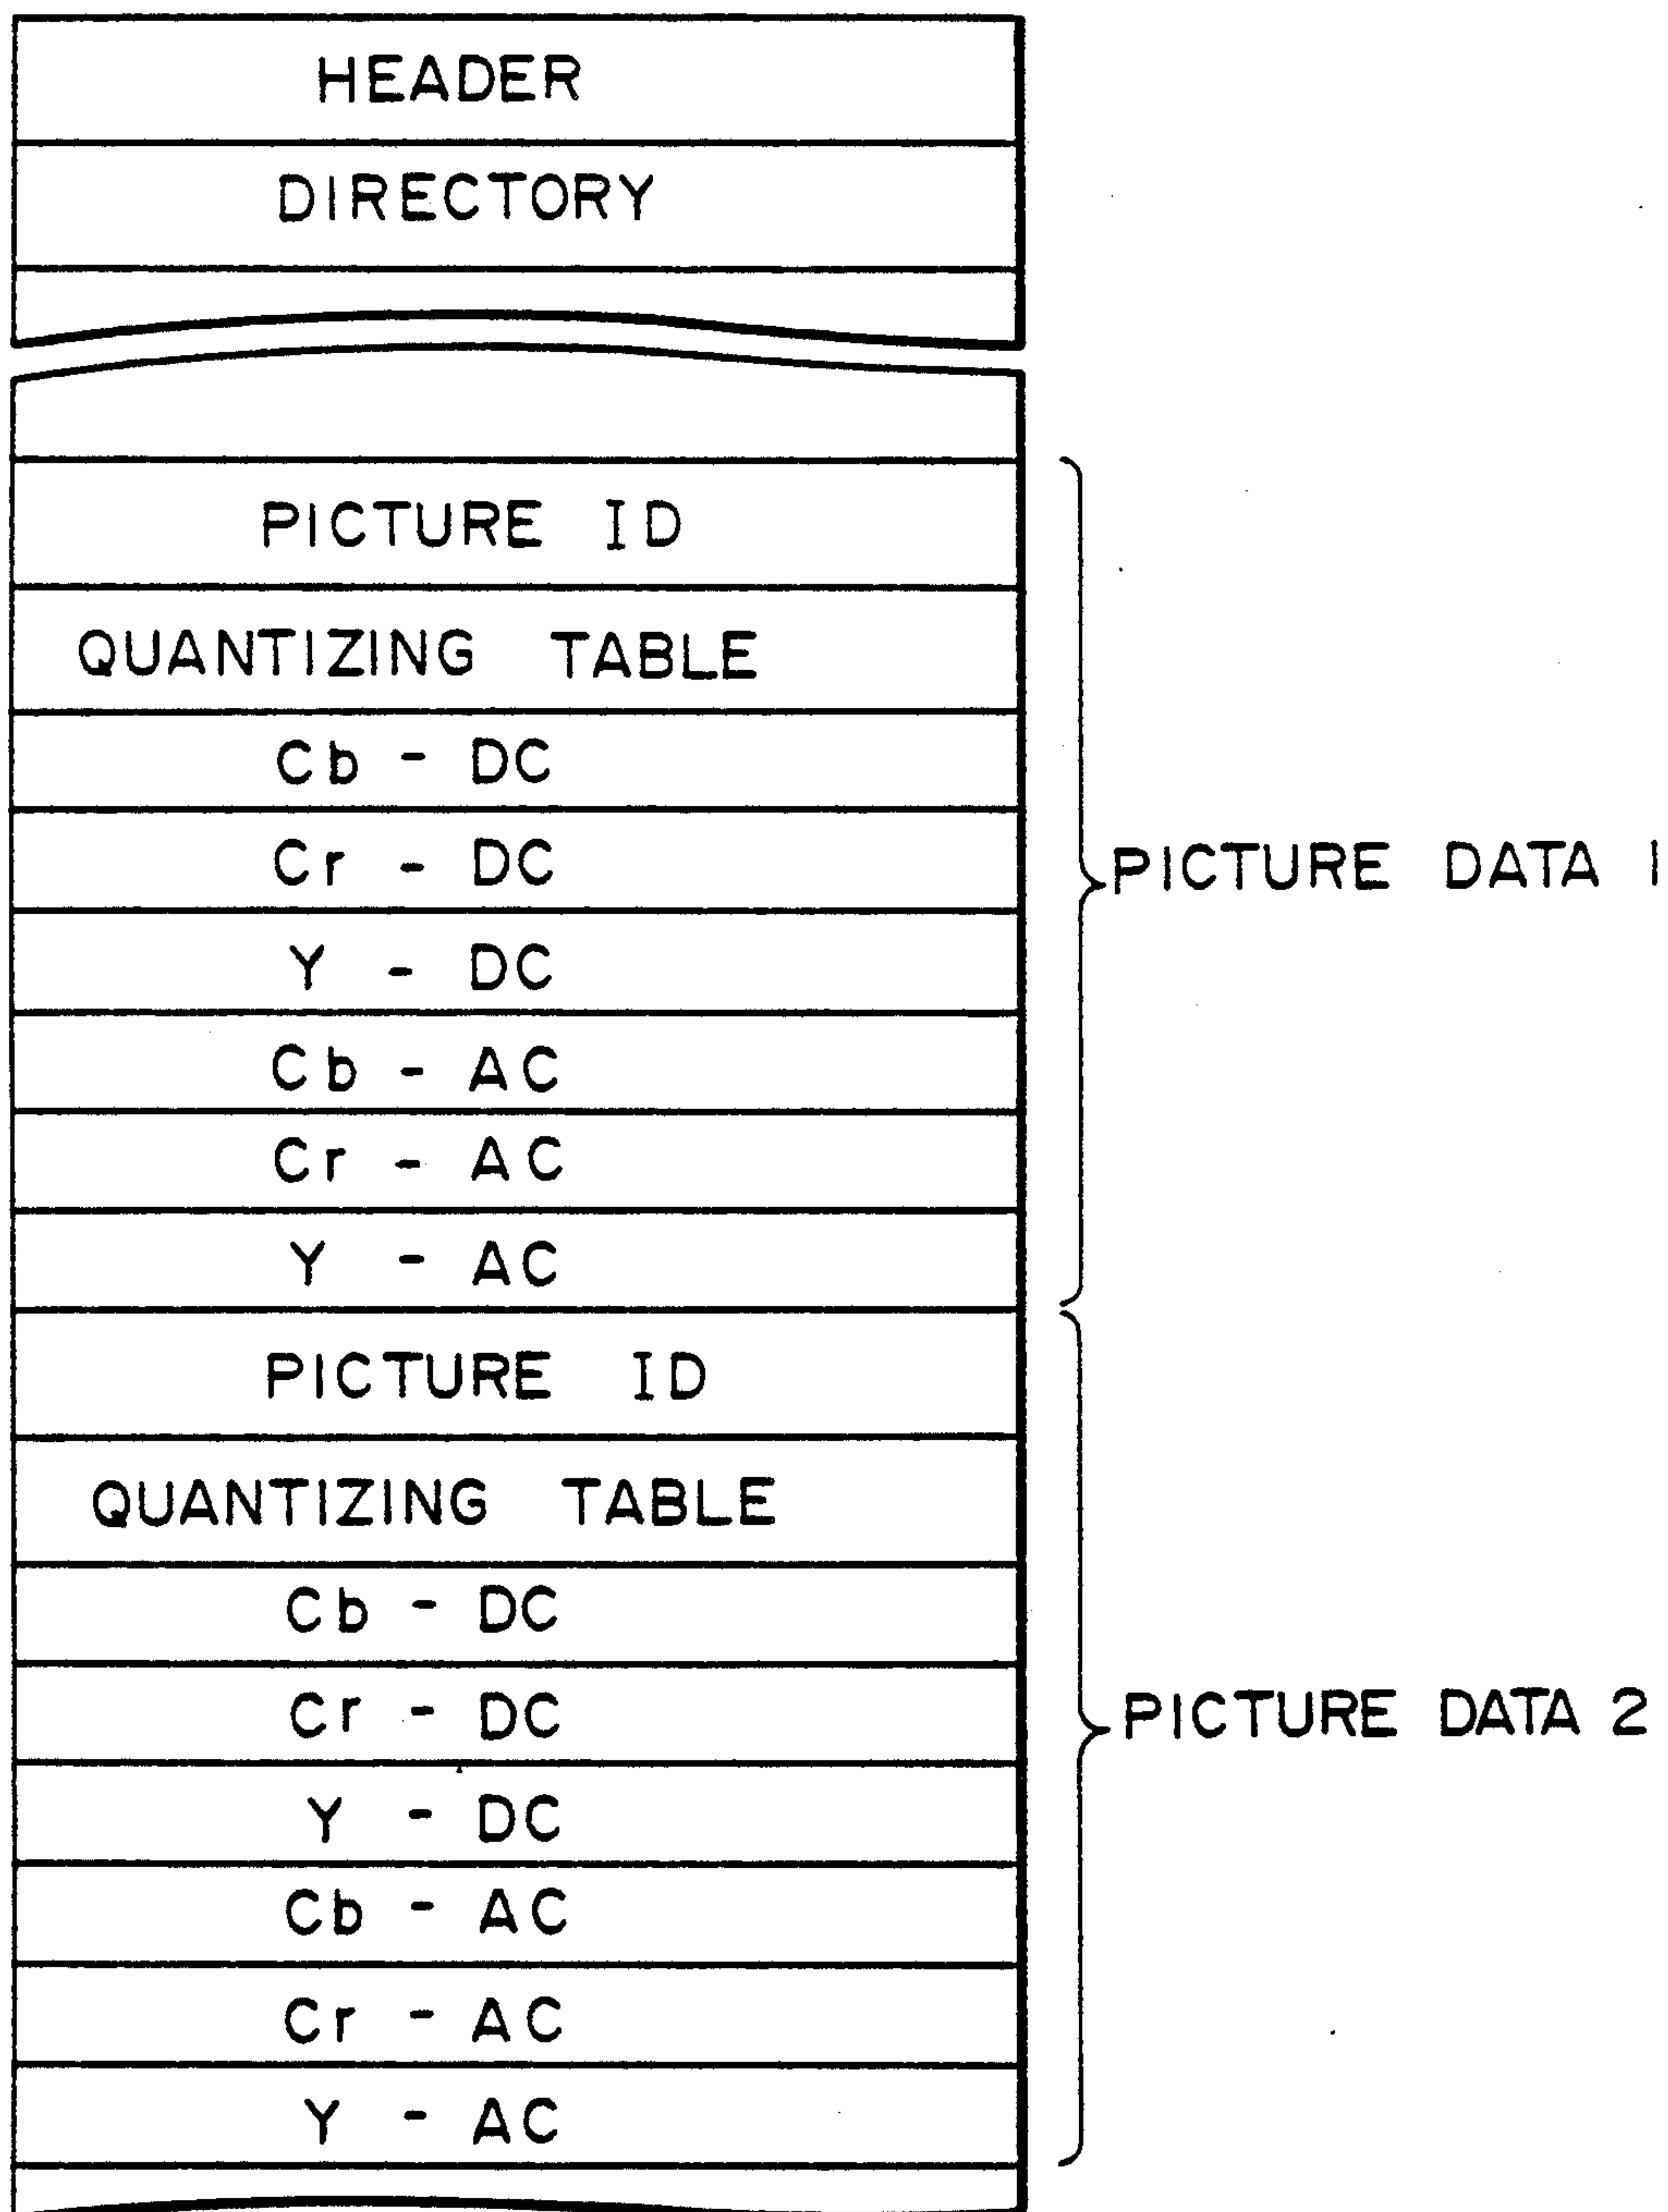 HEADER
DIRECTORY
PICTURE ID
QUANTIZING TABLE
Cb - DC
Cr - DC
PICTURE DATA 1
Y - DC
Cb - AC
Cr - AC
Y - AC
PICTURE ID
QUANTIZING TABLE
Cb - DC
Cr - DC
PICTURE DATA 2
Y - DC
Cb - AC
Cr - AC
Y - AC